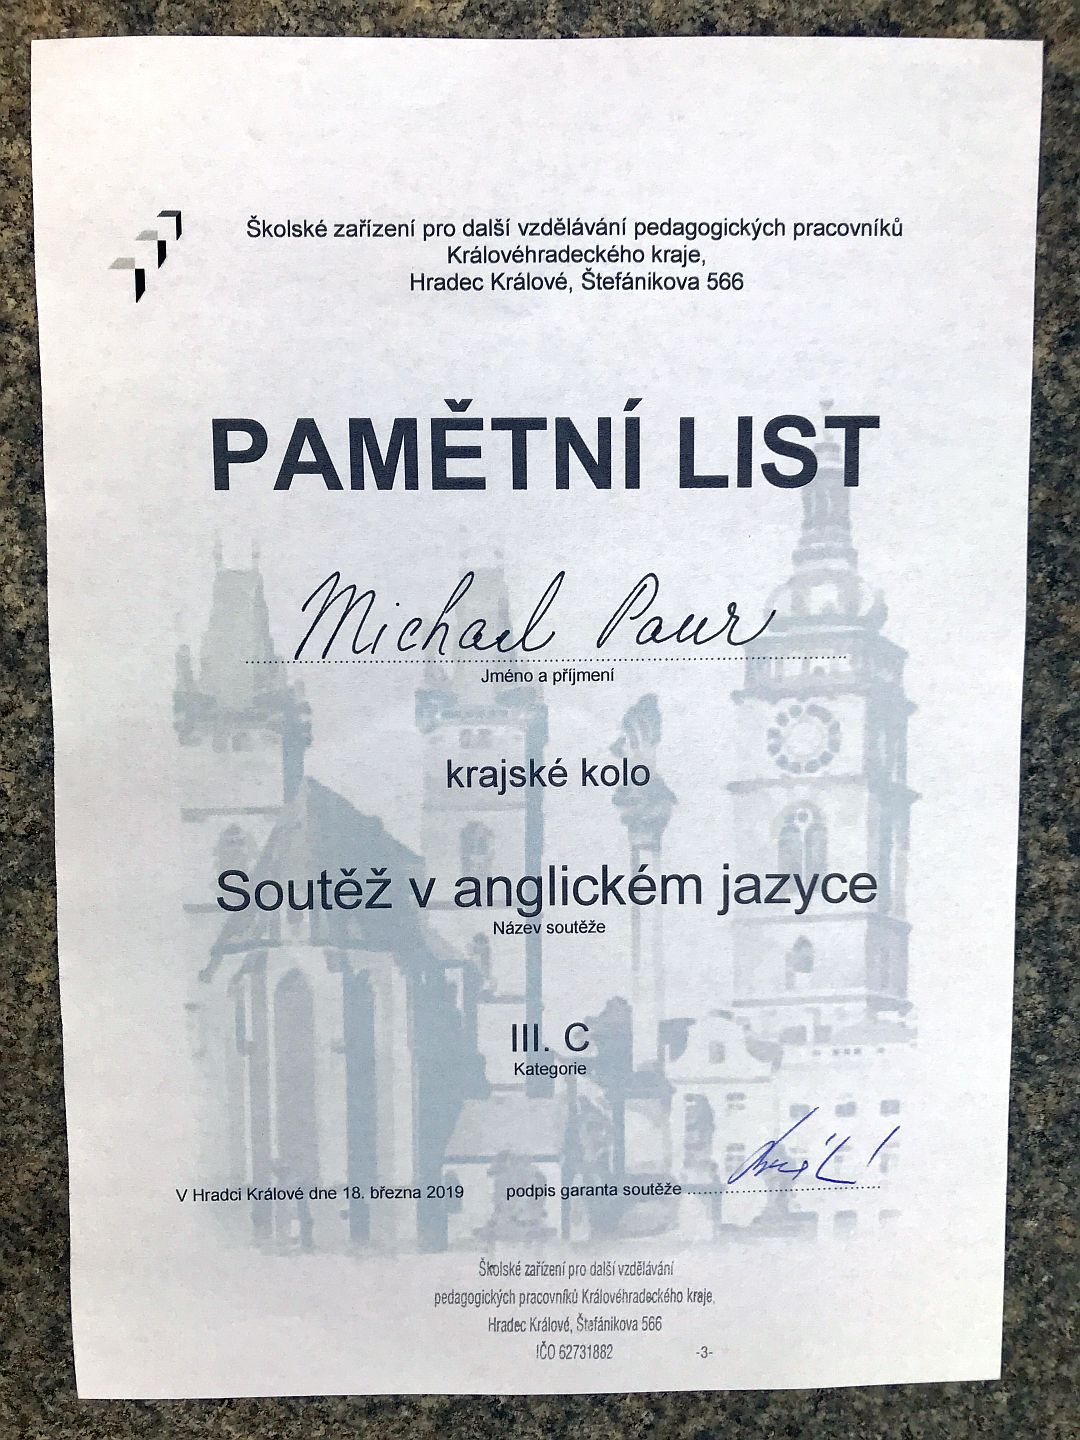 Školské zařízení pro další vzdělávání pedagogických pracovníků
Královéhradeckého kraje,
Hradec Králové, Štefánikova 566
PAMĚTNÍ LIST
Michael Paur
Jméno a příjmení
krajské kolo
Soutěž v anglickém jazyce
Název soutěže
III. C
Kategorie
V Hradci Králové dne 18. března 2019 podpis garanta soutěže
Školské zařízení pro další vzdělávání
pedagogických pracovníků Královéhradeckého kraje,
Hradec Králové, Štefánikova 566
IČO 62731882 -3-